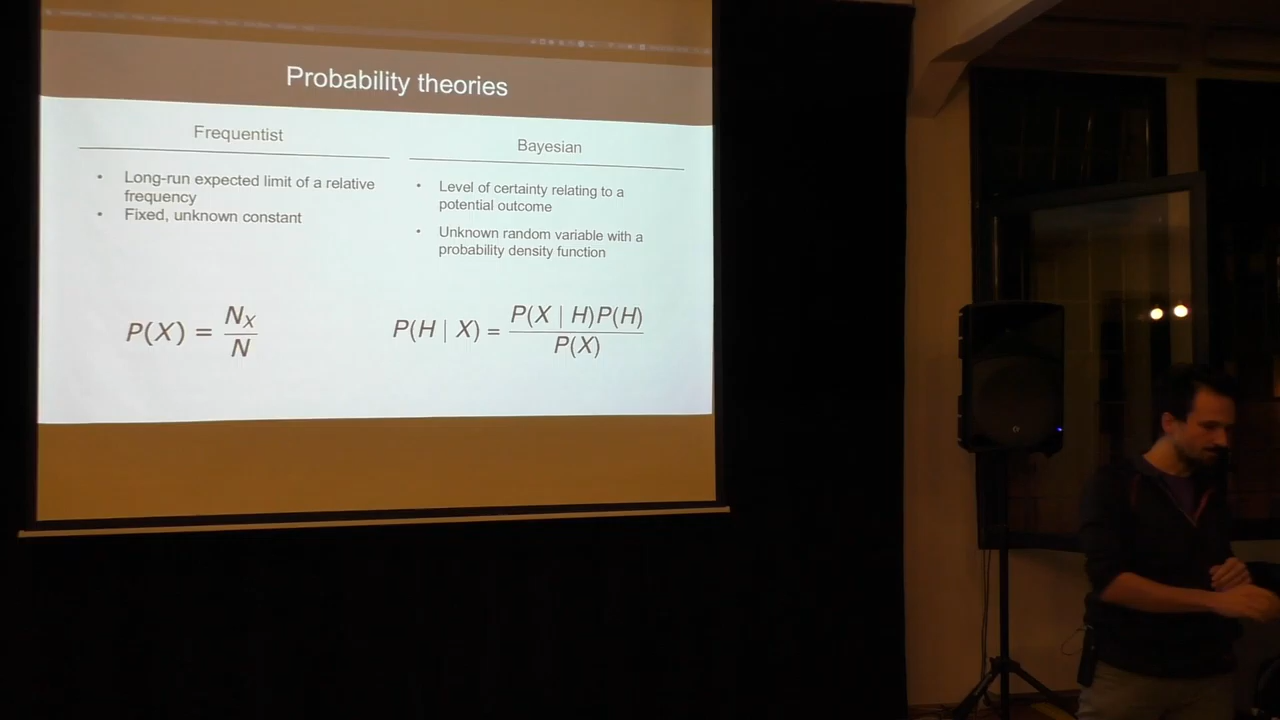 Probability theories
Frequentist
• Long-run expected limit of a relative
frequency
• Fixed, unknown constant
P(X) = N_X / N
Bayesian
• Level of certainty relating to a
potential outcome
• Unknown random variable with a
probability density function
P(H | X) = P(X | H)P(H) / P(X)